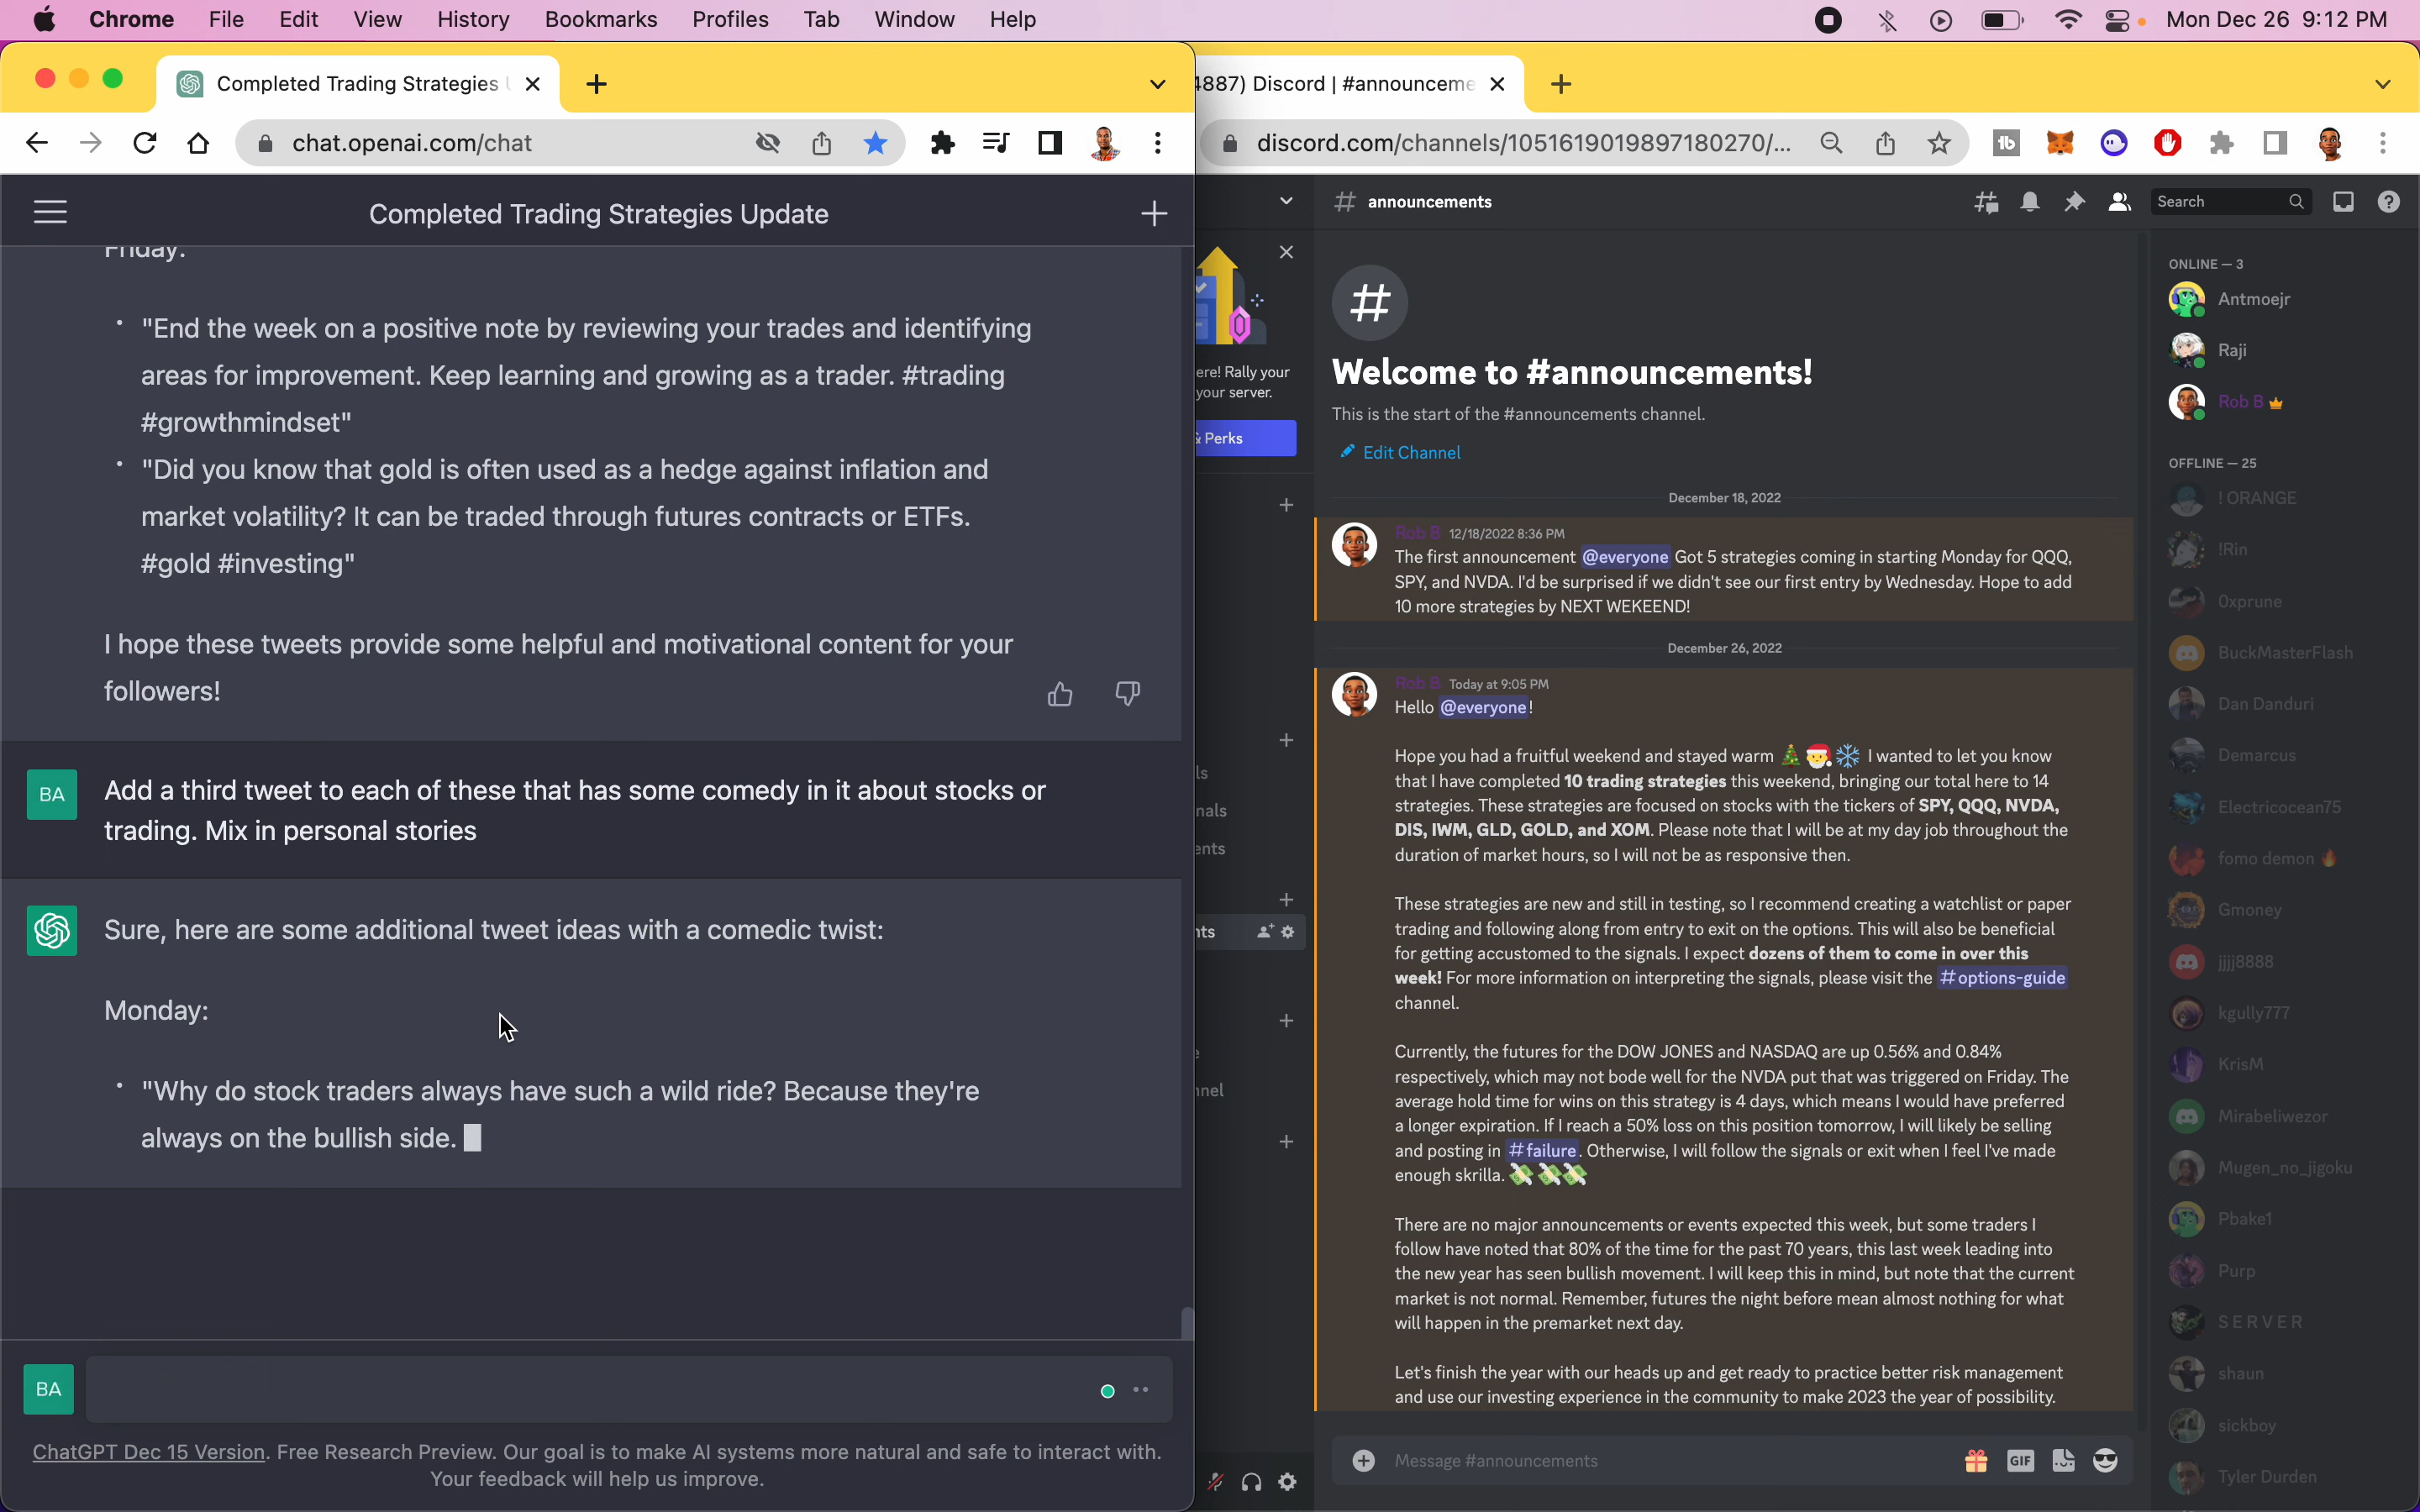 Chrome File Edit View History Bookmarks Profiles Tab Window Help Mon Dec 26 9:12 PM
Completed Trading Strategies
4887) Discord | #announceme
chat.openai.com/chat
discord.com/channels/1051619019897180270/...
Completed Trading Strategies Update
Friday:
"End the week on a positive note by reviewing your trades and identifying
areas for improvement. Keep learning and growing as a trader. #trading
#growthmindset"
"Did you know that gold is often used as a hedge against inflation and
market volatility? It can be traded through futures contracts or ETFs.
#gold #investing"
I hope these tweets provide some helpful and motivational content for your
followers!
BA
Add a third tweet to each of these that has some comedy in it about stocks or
trading. Mix in personal stories
Sure, here are some additional tweet ideas with a comedic twist:
Monday:
"Why do stock traders always have such a wild ride? Because they're
always on the bullish side.
BA
ChatGPT Dec 15 Version. Free Research Preview. Our goal is to make AI systems more natural and safe to interact with.
Your feedback will help us improve.
ere! Rally your
your server.
& Perks
ls
nals
ents
nts
e
nel
announcements
Search
Welcome to #announcements!
This is the start of the #announcements channel.
Edit Channel
December 18, 2022
Rob B 12/18/2022 8:36 PM
The first announcement @everyone Got 5 strategies coming in starting Monday for QQQ,
SPY, and NVDA. I'd be surprised if we didn't see our first entry by Wednesday. Hope to add
10 more strategies by NEXT WEKEEND!
December 26, 2022
Rob B Today at 9:05 PM
Hello @everyone!
Hope you had a fruitful weekend and stayed warm 🎄🎅❄️ I wanted to let you know
that I have completed 10 trading strategies this weekend, bringing our total here to 14
strategies. These strategies are focused on stocks with the tickers of SPY, QQQ, NVDA,
DIS, IWM, GLD, GOLD, and XOM. Please note that I will be at my day job throughout the
duration of market hours, so I will not be as responsive then.
These strategies are new and still in testing, so I recommend creating a watchlist or paper
trading and following along from entry to exit on the options. This will also be beneficial
for getting accustomed to the signals. I expect dozens of them to come in over this
week! For more information on interpreting the signals, please visit the #options-guide
channel.
Currently, the futures for the DOW JONES and NASDAQ are up 0.56% and 0.84%
respectively, which may not bode well for the NVDA put that was triggered on Friday. The
average hold time for wins on this strategy is 4 days, which means I would have preferred
a longer expiration. If I reach a 50% loss on this position tomorrow, I will likely be selling
and posting in #failure. Otherwise, I will follow the signals or exit when I feel I've made
enough skrilla. 💸💸💸
There are no major announcements or events expected this week, but some traders I
follow have noted that 80% of the time for the past 70 years, this last week leading into
the new year has seen bullish movement. I will keep this in mind, but note that the current
market is not normal. Remember, futures the night before mean almost nothing for what
will happen in the premarket next day.
Let's finish the year with our heads up and get ready to practice better risk management
and use our investing experience in the community to make 2023 the year of possibility.
Message #announcements
GIF
ONLINE — 3
Antmoejr
Raji
Rob B
OFFLINE — 25
! ORANGE
!Rin
0xprune
BuckMasterFlash
Dan Danduri
Demarcus
Electricocean75
fomo demon 🔥
Gmoney
jjjj8888
kgully777
KrisM
Mirabeliwezor
Mugen_no_jigoku
Pbake1
Purp
S E R V E R
shaun
sickboy
Tyler Durden